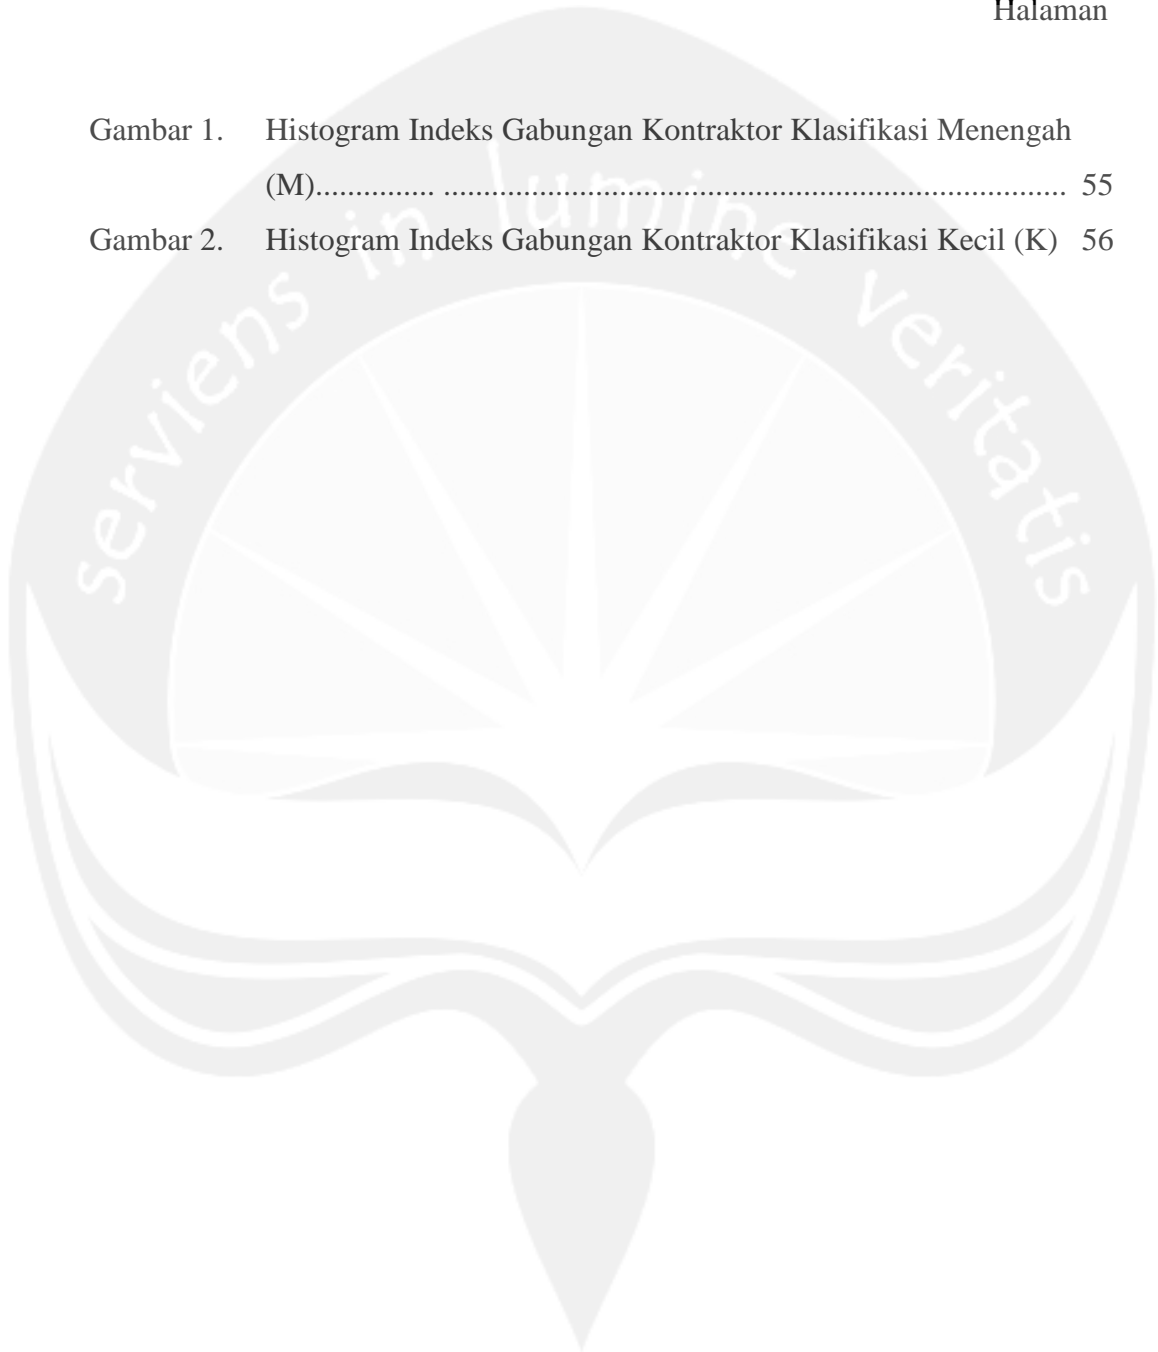 Halaman
Gambar 1. Histogram Indeks Gabungan Kontraktor Klasifikasi Menengah
(M).............. .......................................................................... 55
Gambar 2. Histogram Indeks Gabungan Kontraktor Klasifikasi Kecil (K) 56
serviens in lumine veritatis